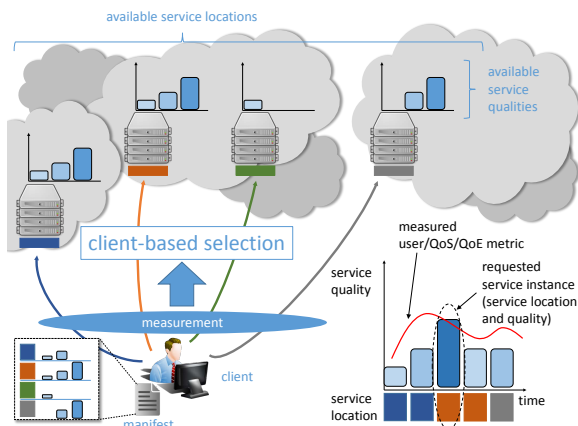 available service locations
available
service
qualities
client-based selection
measurement
client
manifest
measured
user/QoS/QoE metric
service
quality
requested
service instance
(service location
and quality)
time
service
location